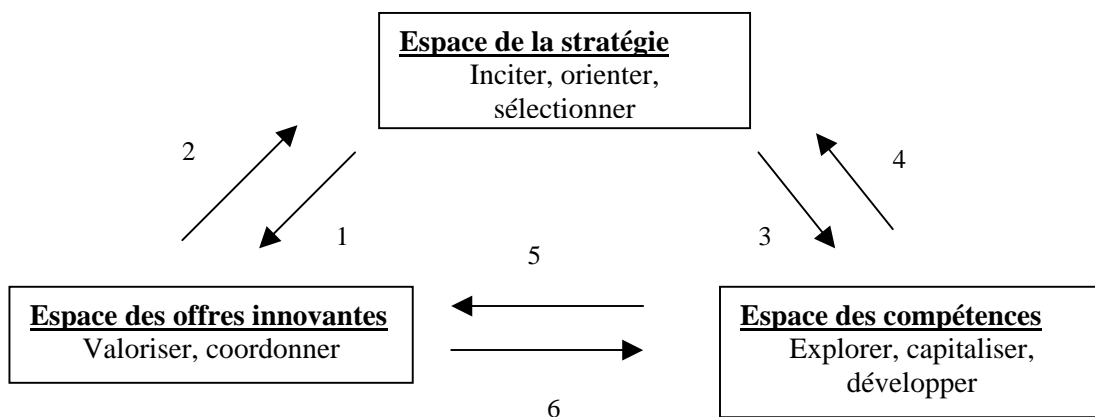 Espace de la stratégie
Inciter, orienter,
sélectionner
2
4
1
3
5
Espace des offres innovantes
Valoriser, coordonner
Espace des compétences
Explorer, capitaliser,
développer
6